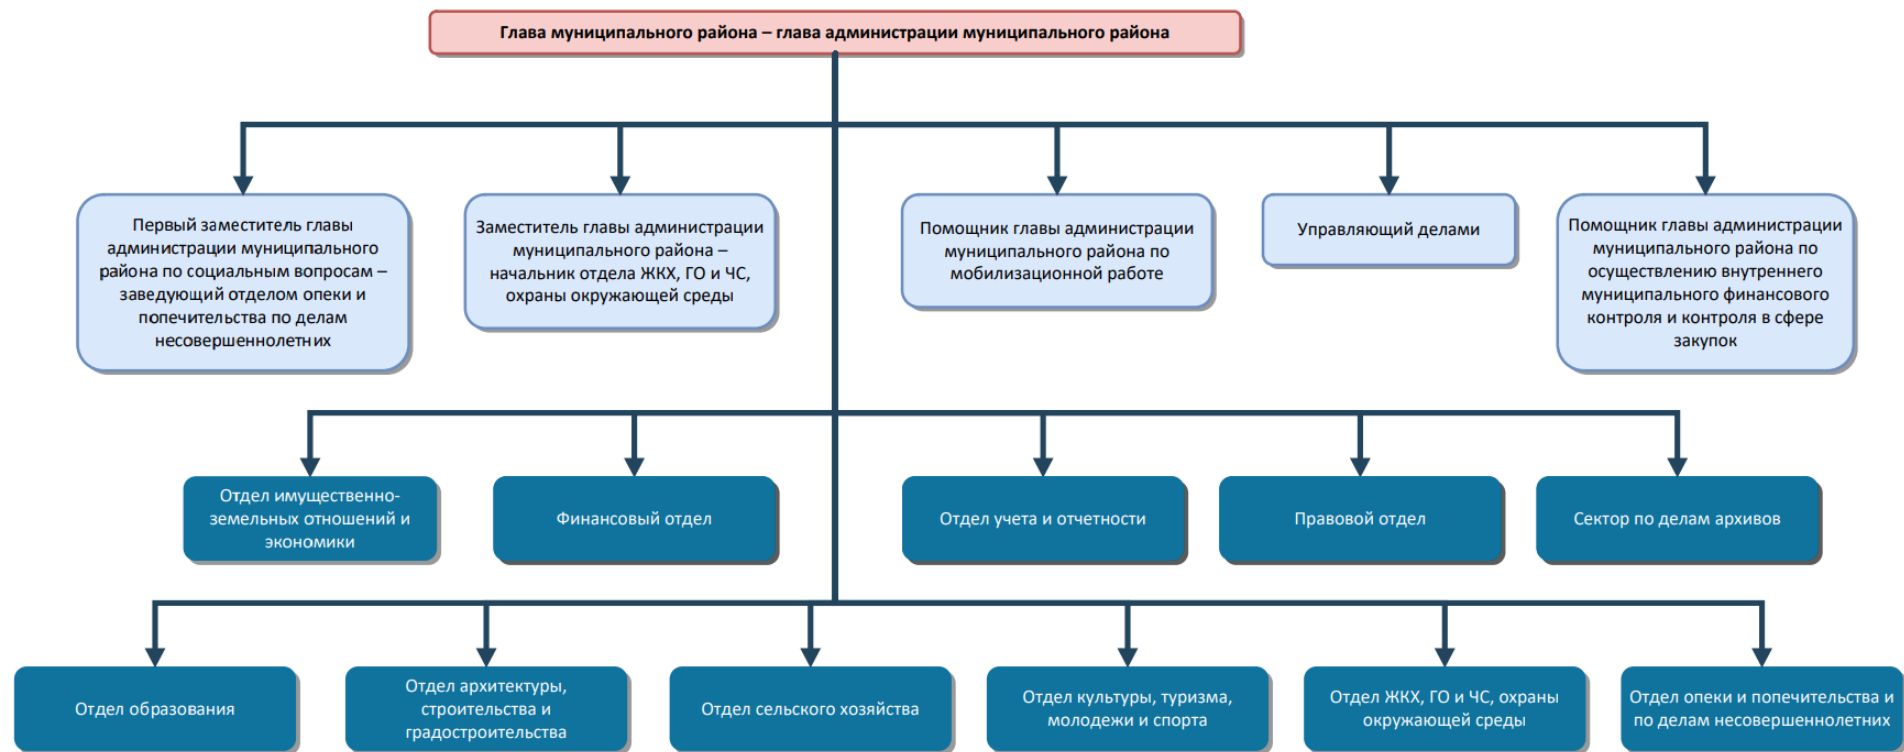 Глава муниципального района – глава администрации муниципального района
Первый заместитель главы
администрации муниципального
района по социальным вопросам –
заведующий отделом опеки и
попечительства по делам
несовершеннолетних
Заместитель главы администрации
муниципального района –
начальник отдела ЖКХ, ГО и ЧС,
охраны окружающей среды
Помощник главы администрации
муниципального района по
мобилизационной работе
Управляющий делами
Помощник главы администрации
муниципального района по
осуществлению внутреннего
муниципального финансового
контроля и контроля в сфере
закупок
Отдел имущественно-
земельных отношений и
экономики
Финансовый отдел
Отдел учета и отчетности
Правовой отдел
Сектор по делам архивов
Отдел образования
Отдел архитектуры,
строительства и
градостроительства
Отдел сельского хозяйства
Отдел культуры, туризма,
молодежи и спорта
Отдел ЖКХ, ГО и ЧС, охраны
окружающей среды
Отдел опеки и попечительства и
по делам несовершеннолетних